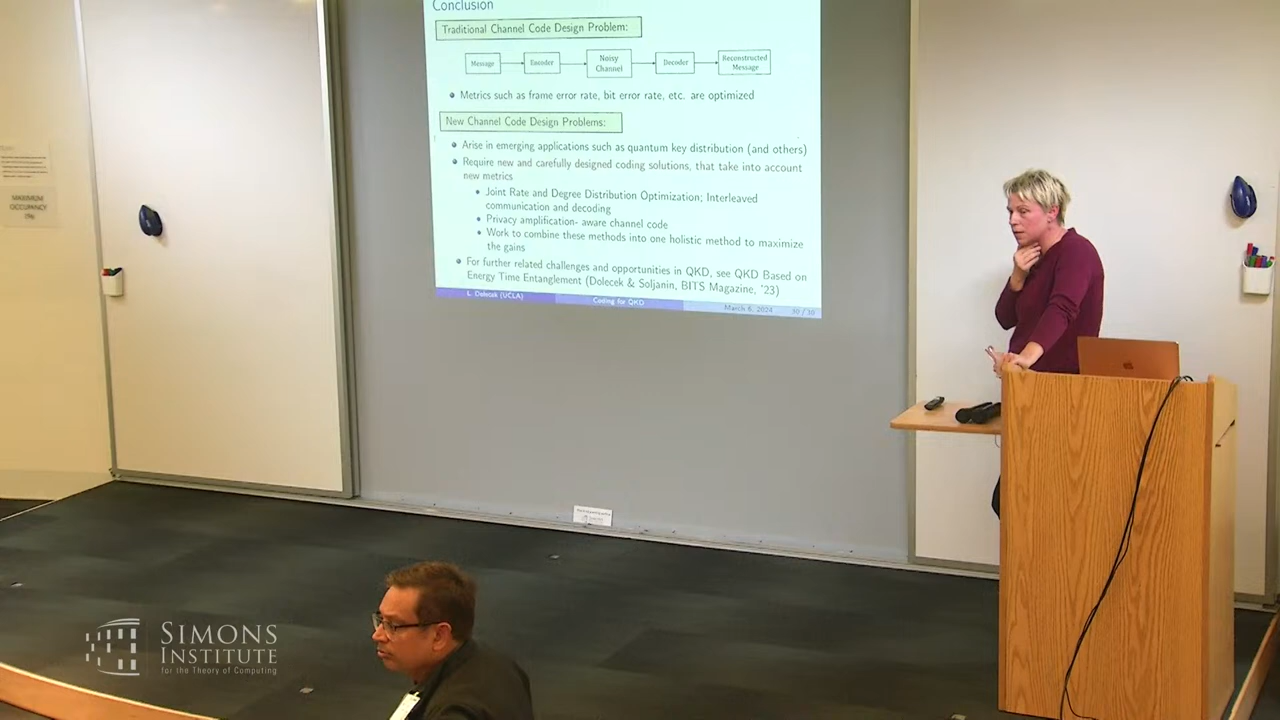 Conclusion
Traditional Channel Code Design Problem:
Message
Encoder
Noisy
Channel
Decoder
Reconstructed
Message
Metrics such as frame error rate, bit error rate, etc. are optimized
New Channel Code Design Problems:
Arise in emerging applications such as quantum key distribution (and others)
Require new and carefully designed coding solutions, that take into account
new metrics
Joint Rate and Degree Distribution Optimization; Interleaved
communication and decoding
Privacy amplification- aware channel code
Work to combine these methods into one holistic method to maximize
the gains
For further related challenges and opportunities in QKD, see QKD Based on
Energy Time Entanglement (Dolecek & Soljanin, BITS Magazine, '23)
L. Dolecek (UCLA)
Coding for QKD
March 6, 2024
30 / 30
MAXIMUM
OCCUPANCY
SIMONS
INSTITUTE
for the Theory of Computing